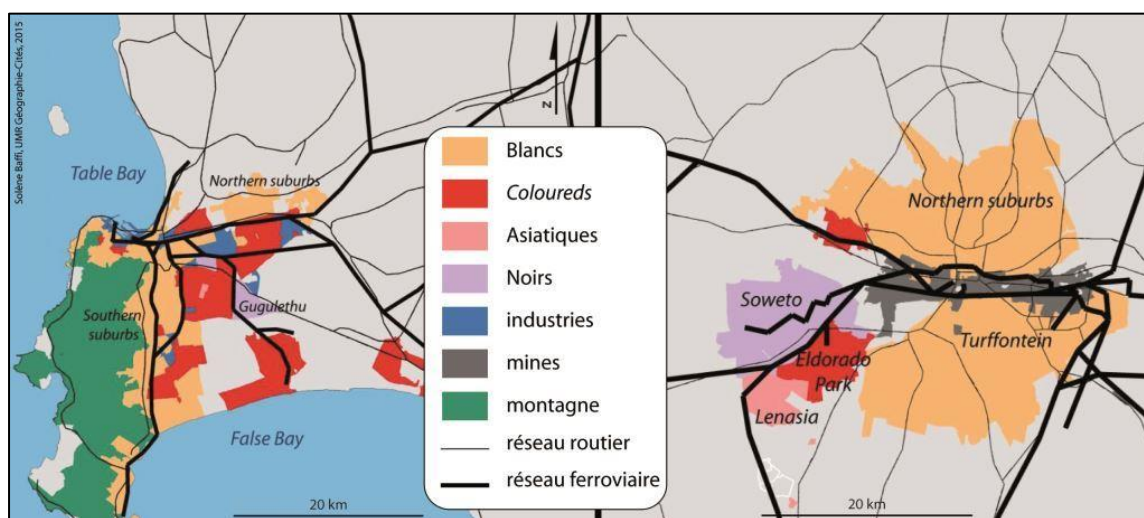 Solène Baffi, UMR Géographie-Cités, 2015
Table Bay
Northern suburbs
Southern
suburbs
Gugulethu
False Bay
20 km
N
Blancs
Coloureds
Asiatiques
Noirs
industries
mines
montagne
réseau routier
réseau ferroviaire
Northern suburbs
Soweto
Turffontein
Eldorado
Park
Lenasia
20 km